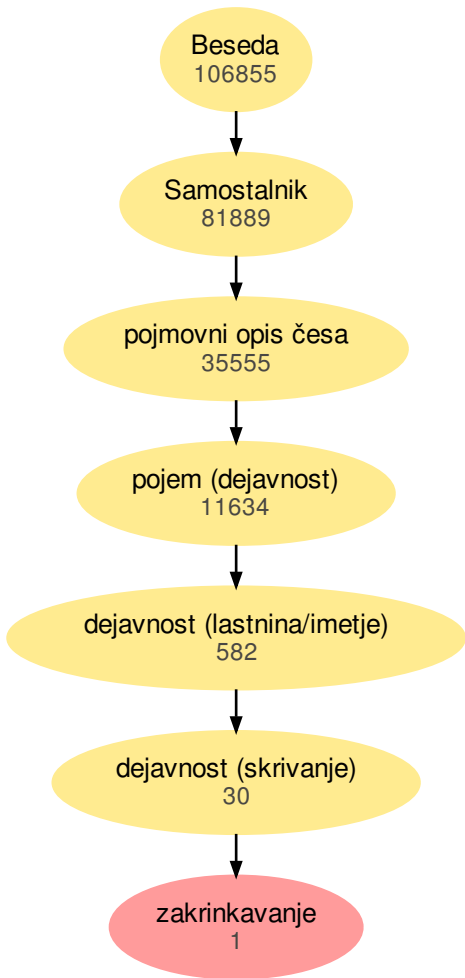 Beseda
106855
Samostalnik
81889
pojmovni opis česa
35555
pojem (dejavnost)
11634
dejavnost (lastnina/imetje)
582
dejavnost (skrivanje)
30
zakrinkavanje
1